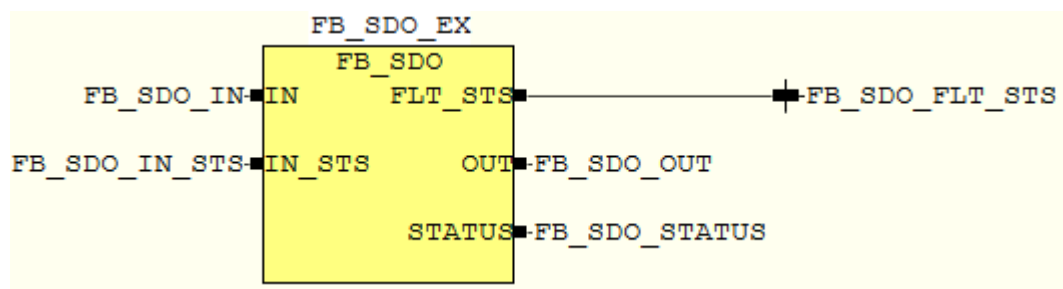 FB_SDO_EX
FB_SDO
FB_SDO_IN IN FLT_STS FB_SDO_FLT_STS
FB_SDO_IN_STS IN_STS OUT FB_SDO_OUT
STATUS FB_SDO_STATUS